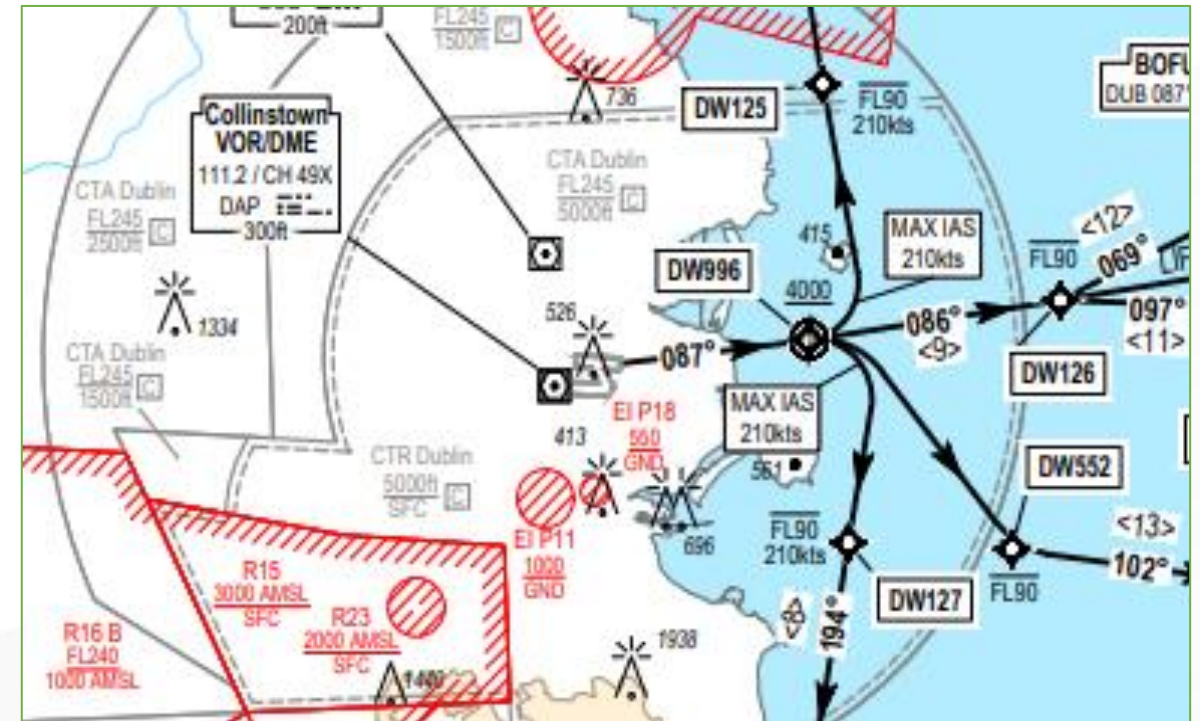 200ft
FL245
1500ft C
736
DW125
FL90
210kts
BOFU
DUB 087°
Collinstown
VOR/DME
111.2 / CH 49X
DAP
300ft
CTA Dublin
FL245
2500ft C
CTA Dublin
FL245
5000ft C
415
MAX IAS
210kts
DW996
4000
FL90
<12>
069°
1334
526
087°
086°
<9>
097°
<11>
CTA Dublin
FL245
1500ft C
DW126
MAX IAS
210kts
EI P18
550
GND
413
561
CTR Dublin
5000ft C
SFC
DW552
696
FL90
210kts
<13>
102°
FL90
EI P11
1000
GND
R15
3000 AMSL
SFC
R23
2000 AMSL
SFC
DW127
194°
R16 B
FL240
1000 AMSL
1938